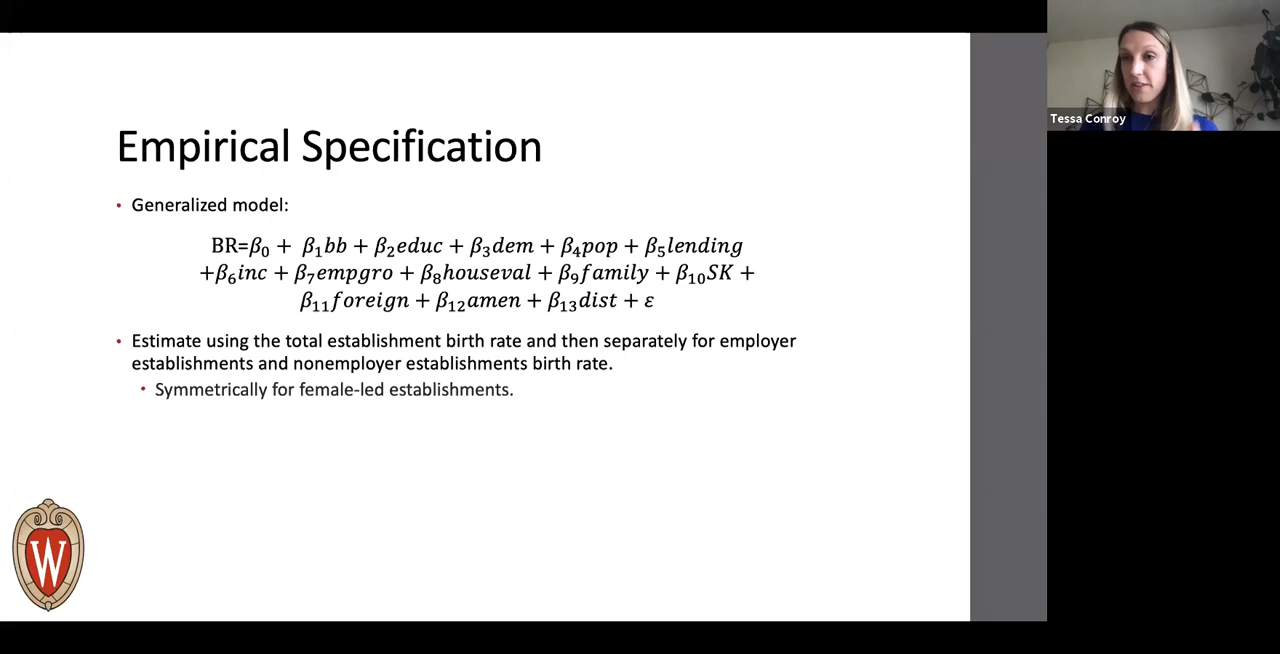 Empirical Specification
• Generalized model:
BR=β₀ + β₁bb + β₂educ + β₃dem + β₄pop + β₅lending
+β₆inc + β₇empgro + β₈houseval + β₉family + β₁₀SK +
β₁₁foreign + β₁₂amen + β₁₃dist + ε
• Estimate using the total establishment birth rate and then separately for employer
establishments and nonemployer establishments birth rate.
• Symmetrically for female-led establishments.
W
Tessa Conroy